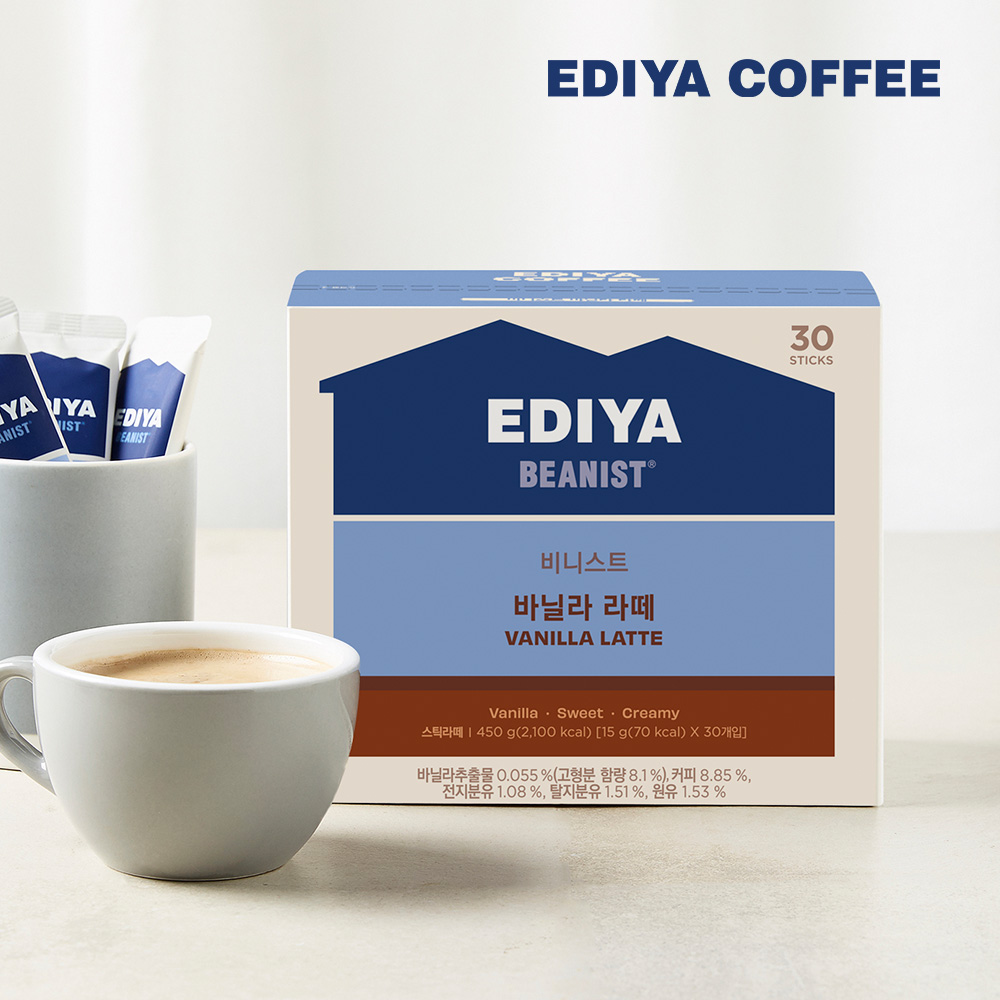 EDIYA COFFEE
EDIYA
COFFEE
30
STICKS
EDIYA
BEANIST®
비니스트
바닐라 라떼
VANILLA LATTE
Vanilla · Sweet · Creamy
스틱라떼 | 450 g(2,100 kcal) [15 g(70 kcal) X 30개입]
바닐라추출물 0.055 %(고형분 함량 8.1 %), 커피 8.85 %,
전지분유 1.08 %, 탈지분유 1.51 %, 원유 1.53 %
YA
ANIST
IYA
NIST
EDIYA
BEANIST